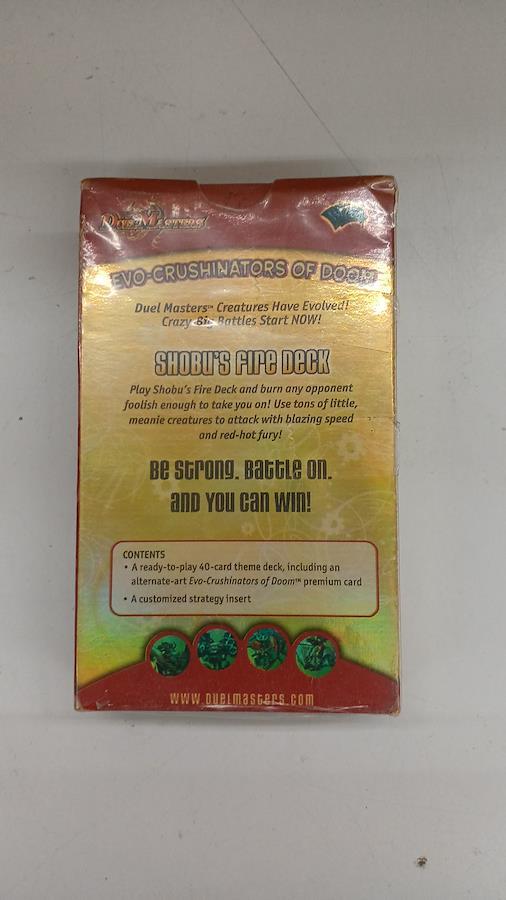 Duel Masters
EVO-CRUSHINATORS OF DOOM
Duel Masters™ Creatures Have Evolved!!
Crazy-Big Battles Start NOW!
SHOBU'S FIRE DECK
Play Shobu's Fire Deck and burn any opponent
foolish enough to take you on! Use tons of little,
meanie creatures to attack with blazing speed
and red-hot fury!
Be Strong. Battle on.
and you can win!
CONTENTS
• A ready-to-play 40-card theme deck, including an
alternate-art Evo-Crushinators of Doom™ premium card
• A customized strategy insert
www.duelmasters.com